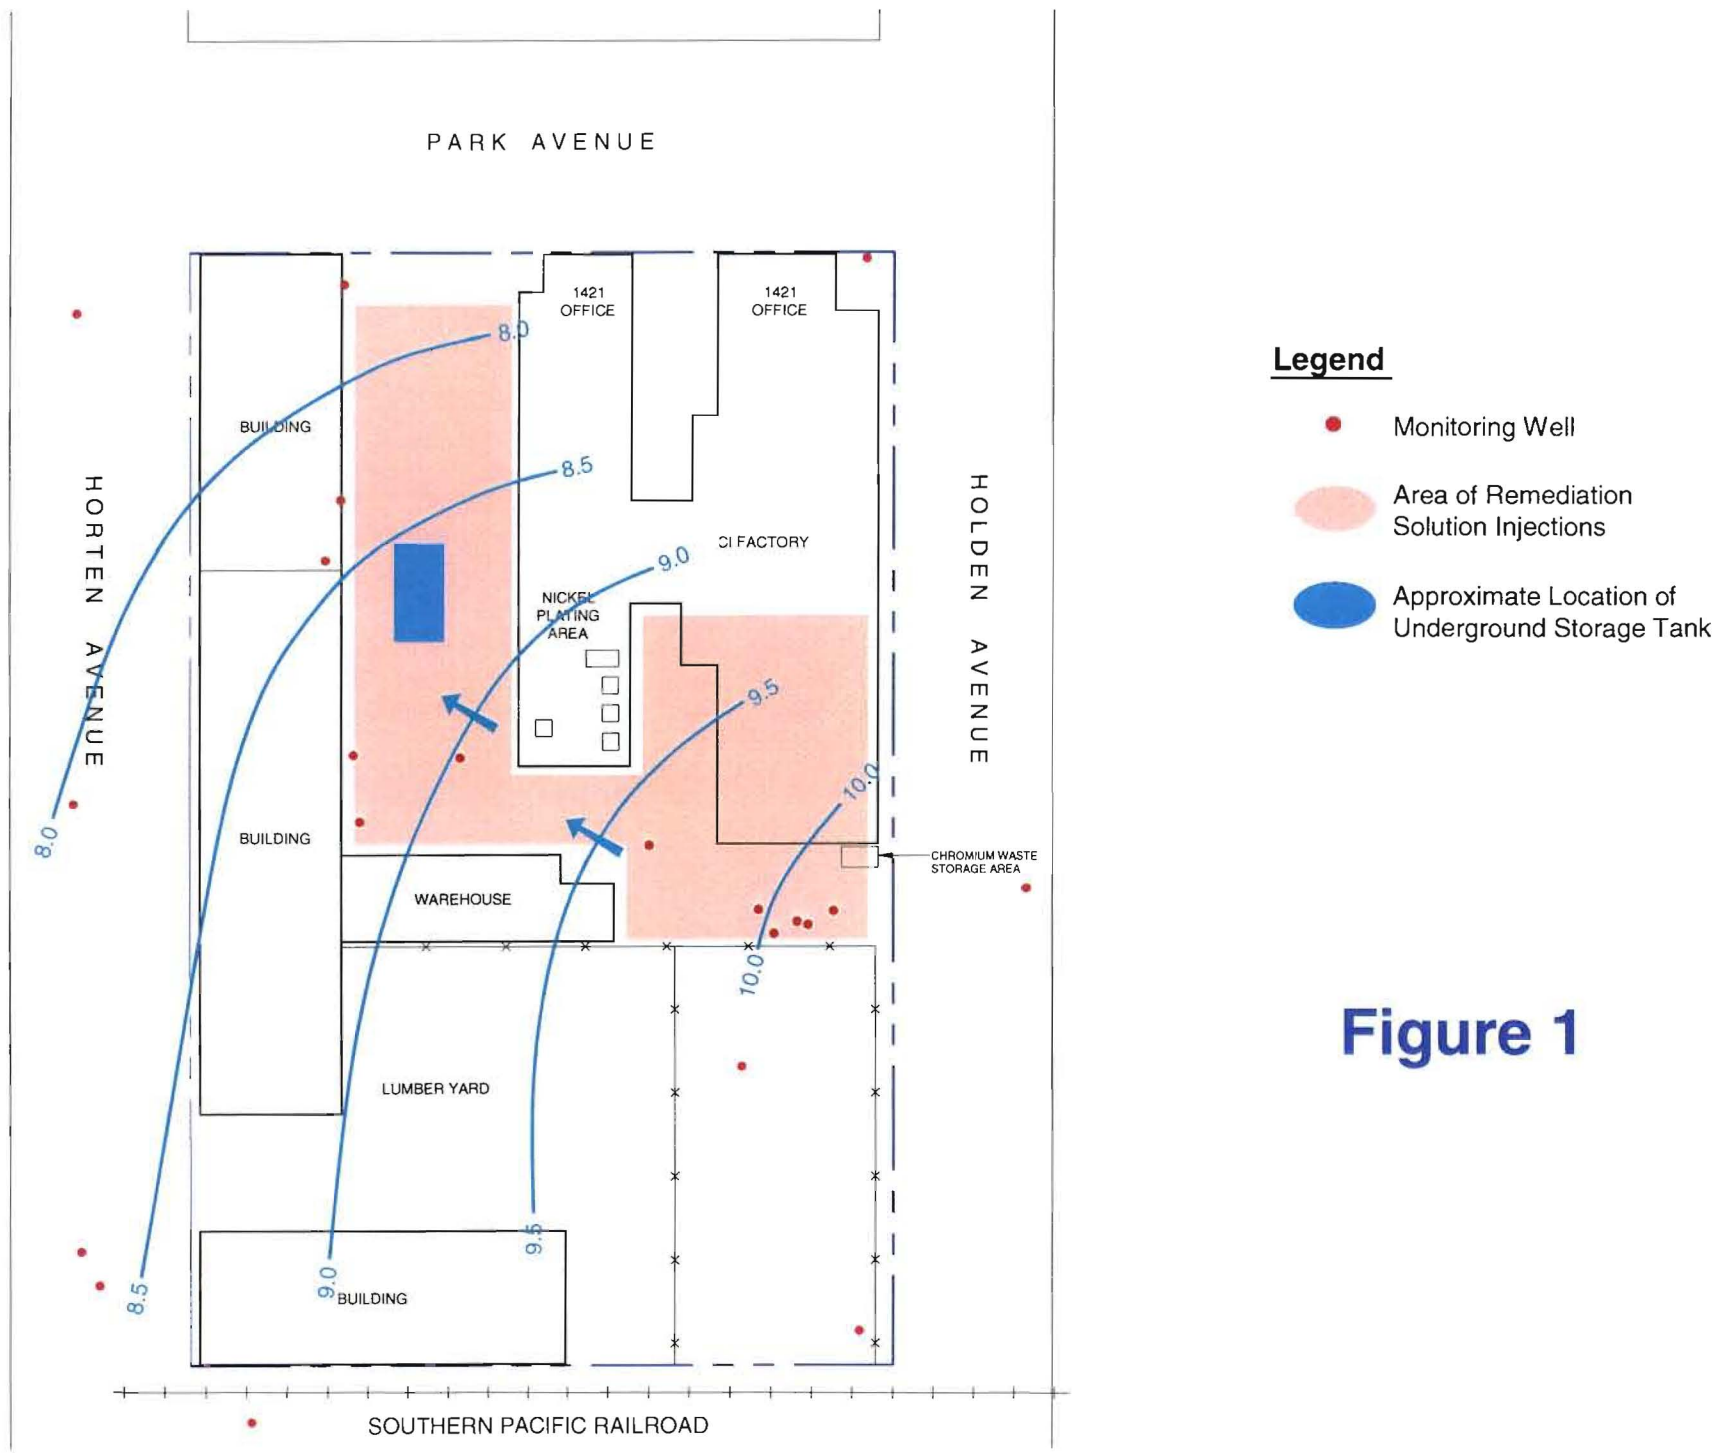 PARK AVENUE
1421
OFFICE
1421
OFFICE
8.0
BUILDING
8.5
HORTEN AVENUE
HOLDEN AVENUE
CI FACTORY
9.0
NICKEL
PLATING
AREA
9.5
10.0
8.0
BUILDING
CHROMIUM WASTE
STORAGE AREA
WAREHOUSE
10.0
LUMBER YARD
9.5
9.0
8.5
BUILDING
SOUTHERN PACIFIC RAILROAD
Legend
Monitoring Well
Area of Remediation
Solution Injections
Approximate Location of
Underground Storage Tank
Figure 1